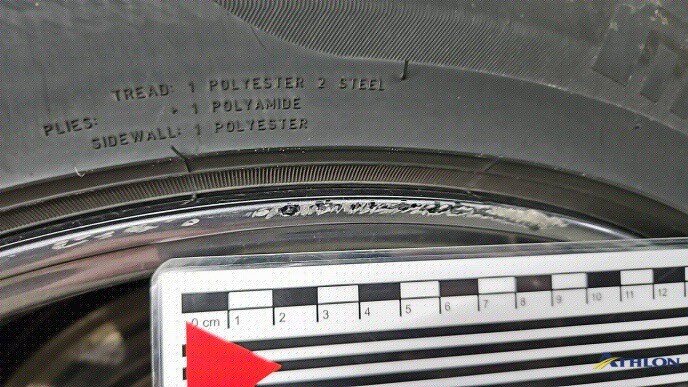 TREAD: 1 POLYESTER 2 STEEL
PLIES: + 1 POLYAMIDE
SIDEWALL: 1 POLYESTER
0 cm 1 2 3 4 5 6 7 8 9 10 11 12
ATHLON